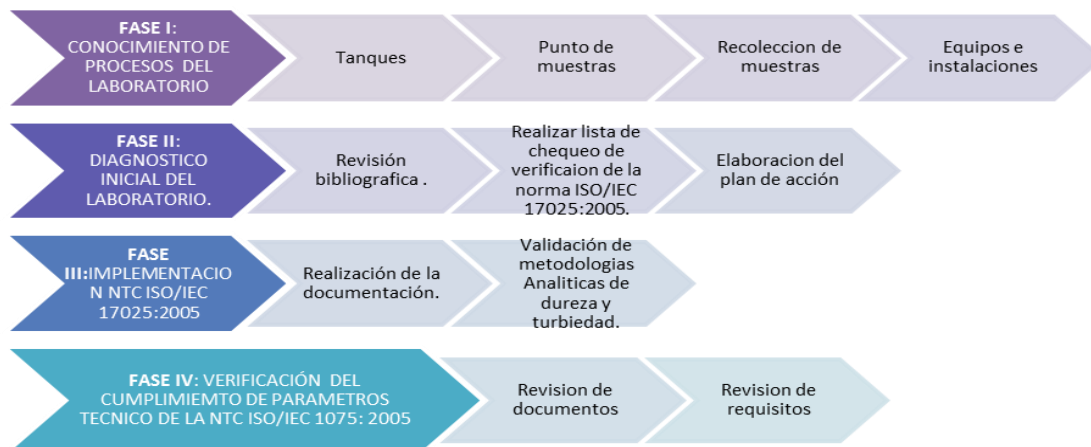 FASE I:
CONOCIMIENTO DE
PROCESOS DEL
LABORATORIO
Tanques
Punto de
muestras
Recoleccion de
muestras
Equipos e
instalaciones
FASE II:
DIAGNOSTICO
INICIAL DEL
LABORATORIO.
Revisión
bibliografica .
Realizar lista de
chequeo de
verificaion de la
norma ISO/IEC
17025:2005.
Elaboracion del
plan de acción
FASE
III:IMPLEMENTACIO
N NTC ISO/IEC
17025:2005
Realización de la
documentación.
Validación de
metodologias
Analiticas de
dureza y
turbiedad.
FASE IV: VERIFICACIÓN DEL
CUMPLIMIEMTO DE PARAMETROS
TECNICO DE LA NTC ISO/IEC 1075: 2005
Revision de
documentos
Revision de
requisitos